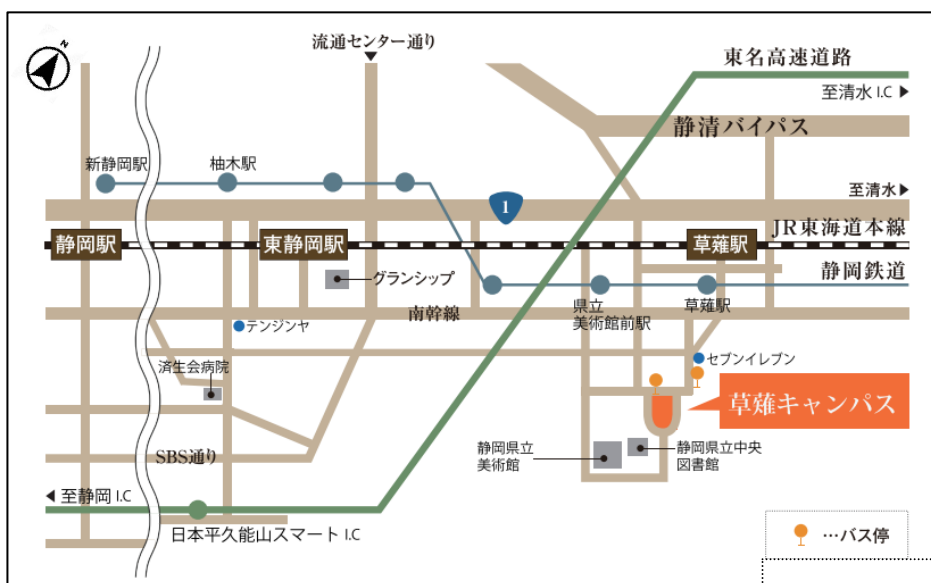 N
流通センター通り
東名高速道路
至清水 I.C ▶
静清バイパス
新静岡駅
柚木駅
至清水▶
1
JR東海道本線
静岡駅
東静岡駅
草薙駅
静岡鉄道
グランシップ
県立
美術館前駅
草薙駅
南幹線
テンジンヤ
セブンイレブン
済生会病院
草薙キャンパス
静岡県立
美術館
静岡県立中央
図書館
SBS通り
◀ 至静岡 I.C
日本平久能山スマート I.C
…バス停